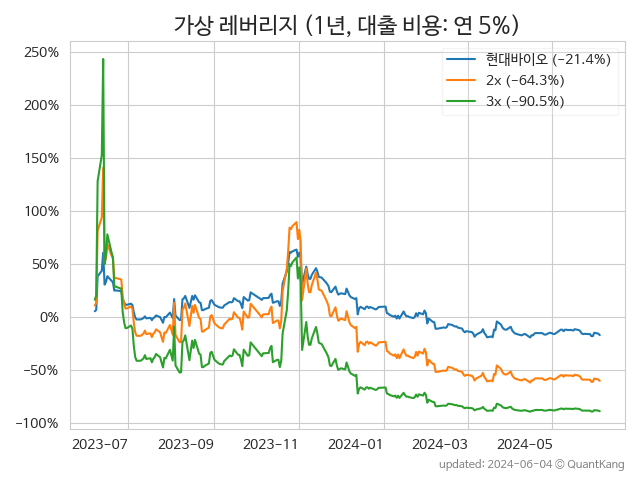 가상 레버리지 (1년, 대출 비용: 연 5%)
250%
200%
150%
100%
50%
0%
−50%
−100%
현대바이오 (−21.4%)
2x (−64.3%)
3x (−90.5%)
2023-07
2023-09
2023-11
2024-01
2024-03
2024-05
updated: 2024-06-04 © QuantKang